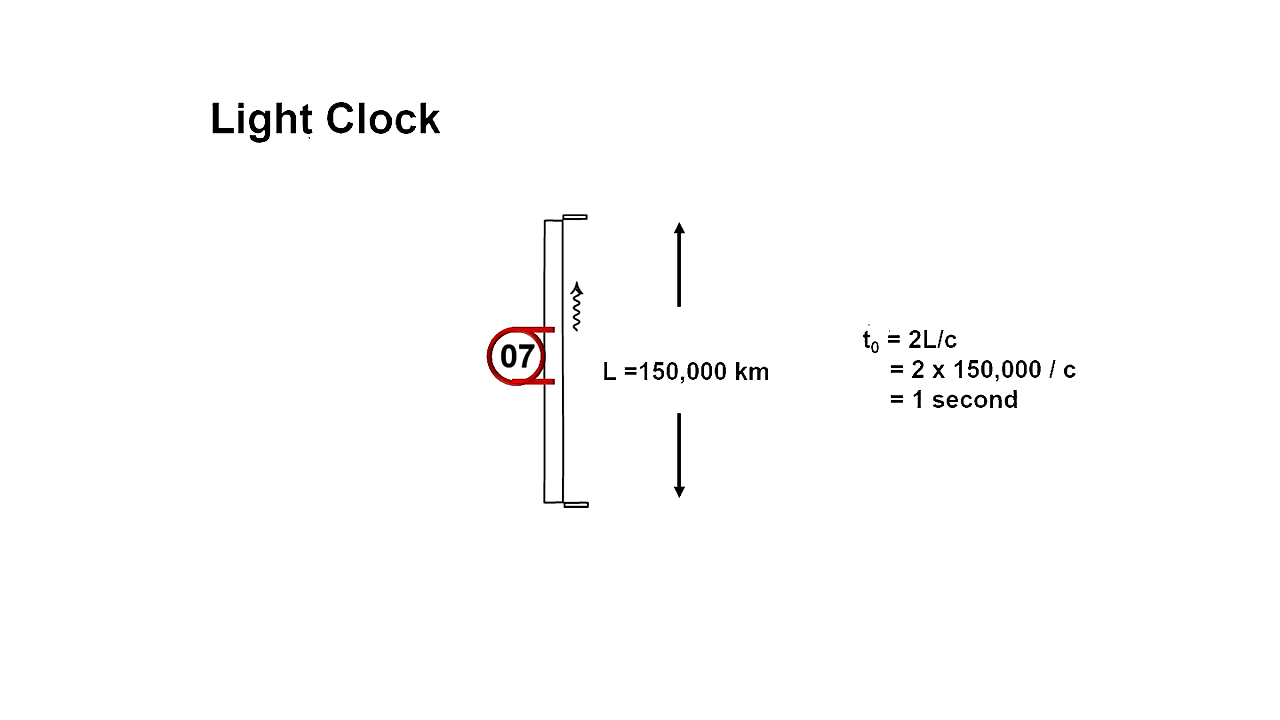 Light Clock
07
L =150,000 km
t₀ = 2L/c
= 2 x 150,000 / c
= 1 second